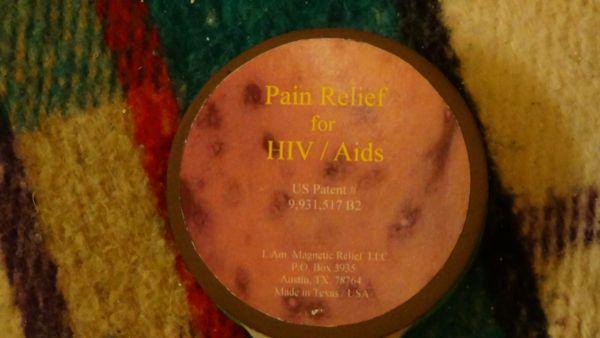 Pain Relief
for
HIV / Aids
US Patent #
9,931,517 B2
I Am Magnetic Relief LLC
P.O. Box 3935
Austin, TX. 78764
Made in Texas / USA